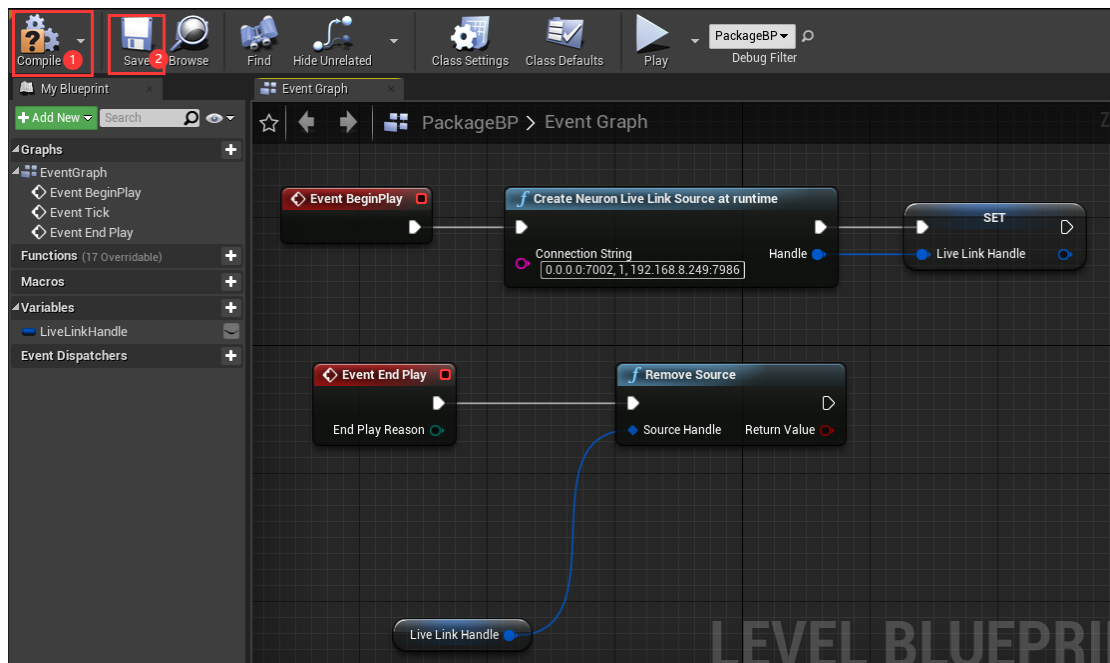 Compile 1 Save 2 Browse Find Hide Unrelated Class Settings Class Defaults Play PackageBP Debug Filter
My Blueprint Event Graph
Add New Search
PackageBP > Event Graph
Graphs
EventGraph
Event BeginPlay
Event Tick
Event End Play
Functions (17 Overridable)
Macros
Variables
LiveLinkHandle
Event Dispatchers
Event BeginPlay
Create Neuron Live Link Source at runtime
Connection String
0.0.0.0:7002, 1, 192.168.8.249:7986
Handle
SET
Live Link Handle
Event End Play
End Play Reason
Remove Source
Source Handle Return Value
Live Link Handle
LEVEL BLUEPRI